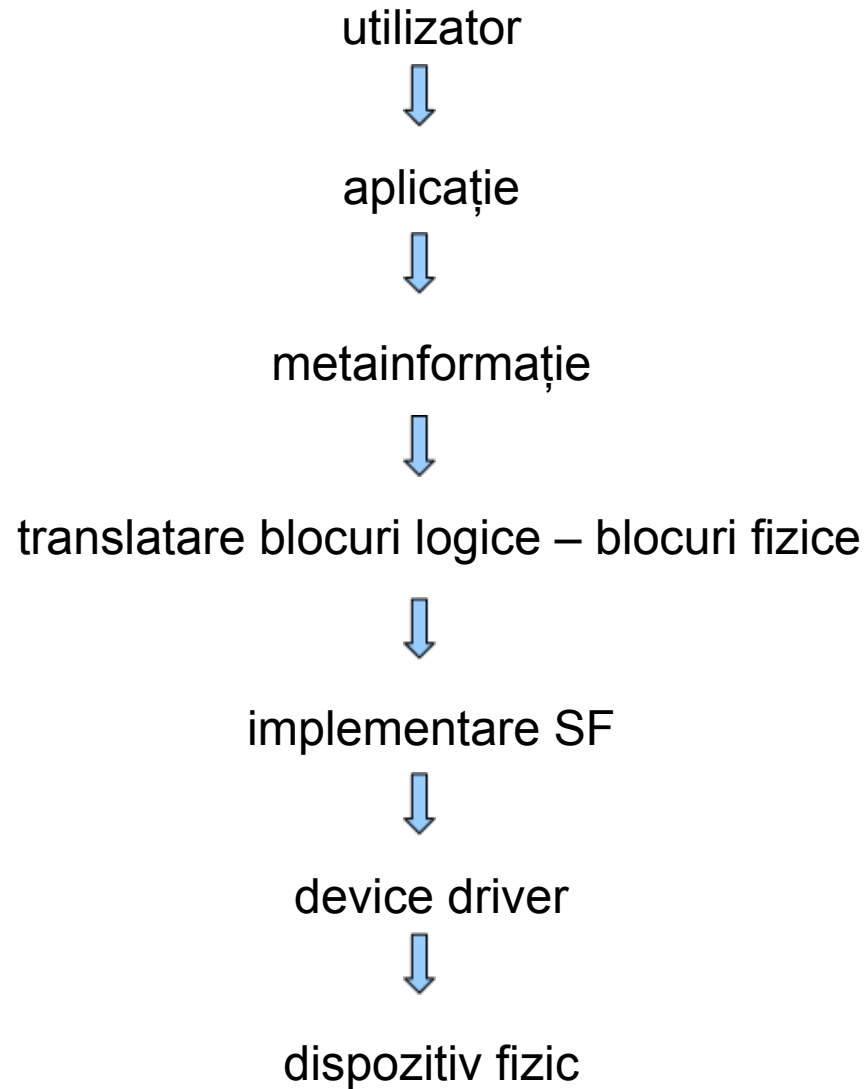 utilizator
aplicație
metainformație
translatare blocuri logice – blocuri fizice
implementare SF
device driver
dispozitiv fizic